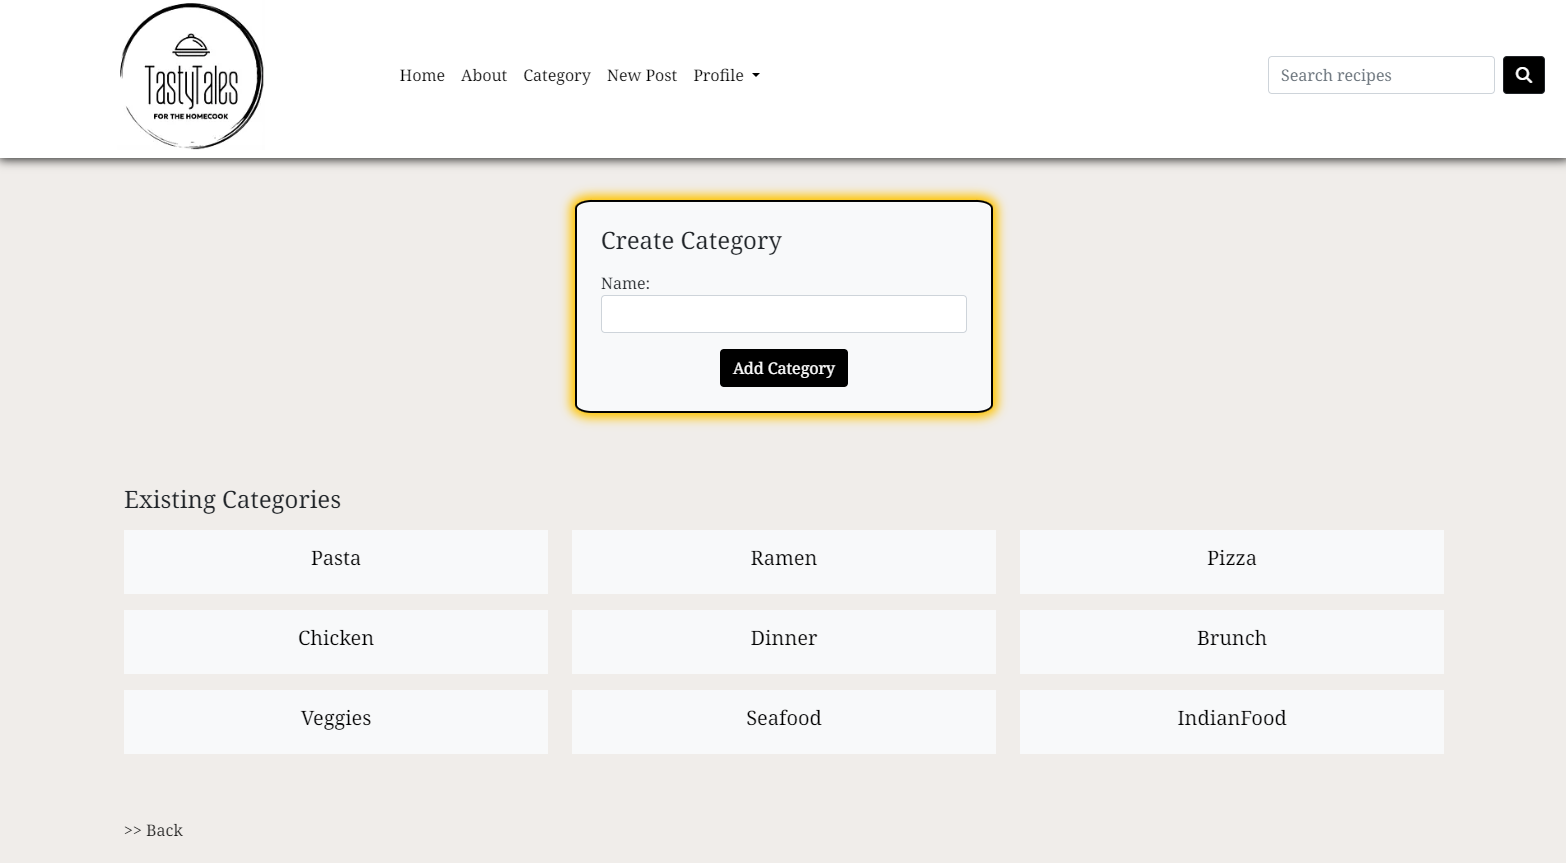 TastyTales
FOR THE HOMECOOK
Home About Category New Post Profile
Search recipes
Create Category
Name:
Add Category
Existing Categories
Pasta Ramen Pizza
Chicken Dinner Brunch
Veggies Seafood IndianFood
>> Back